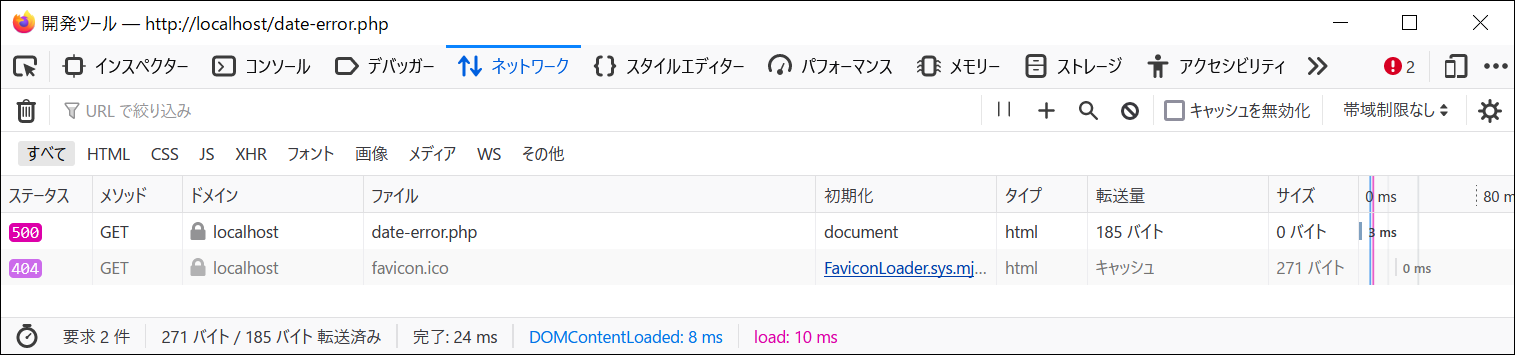 開発ツール — http://localhost/date-error.php
インスペクター コンソール デバッガー ネットワーク スタイルエディター パフォーマンス メモリー ストレージ アクセシビリティ 2
URL で絞り込み キャッシュを無効化 帯域制限なし
すべて HTML CSS JS XHR フォント 画像 メディア WS その他
ステータス メソッド ドメイン ファイル 初期化 タイプ 転送量 サイズ 0 ms 80 m
500 GET localhost date-error.php document html 185 バイト 0 バイト 3 ms
404 GET localhost favicon.ico FaviconLoader.sys.mj... html キャッシュ 271 バイト 0 ms
要求 2 件 271 バイト / 185 バイト 転送済み 完了: 24 ms DOMContentLoaded: 8 ms load: 10 ms